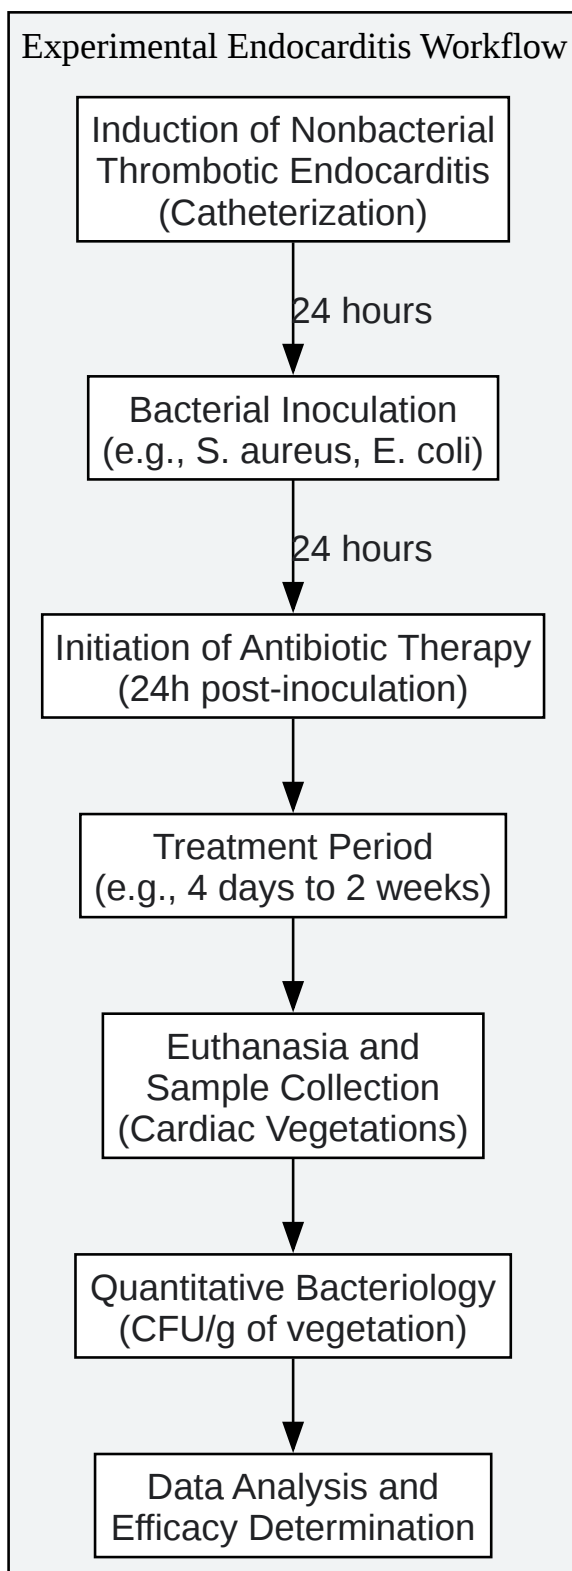 Experimental Endocarditis Workflow
Induction of Nonbacterial
Thrombotic Endocarditis
(Catheterization)
24 hours
Bacterial Inoculation
(e.g., S. aureus, E. coli)
24 hours
Initiation of Antibiotic Therapy
(24h post-inoculation)
Treatment Period
(e.g., 4 days to 2 weeks)
Euthanasia and
Sample Collection
(Cardiac Vegetations)
Quantitative Bacteriology
(CFU/g of vegetation)
Data Analysis and
Efficacy Determination